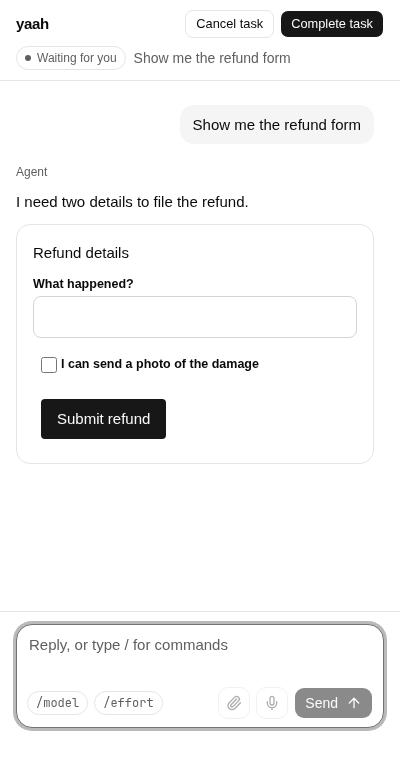 yaah
Cancel task
Complete task
Waiting for you
Show me the refund form
Show me the refund form
Agent
I need two details to file the refund.
Refund details
What happened?
I can send a photo of the damage
Submit refund
Reply, or type / for commands
/model
/effort
Send